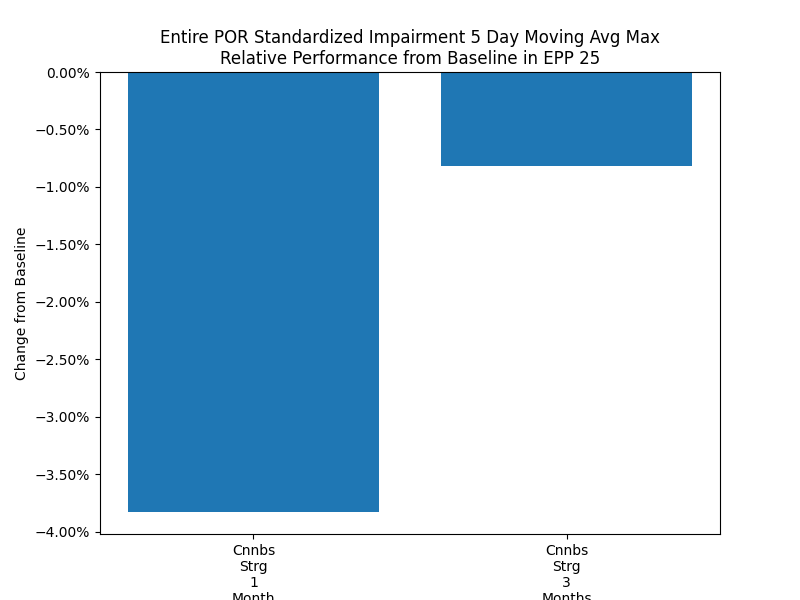 Entire POR Standardized Impairment 5 Day Moving Avg Max
Relative Performance from Baseline in EPP 25
Change from Baseline
0.00%
−0.50%
−1.00%
−1.50%
−2.00%
−2.50%
−3.00%
−3.50%
−4.00%
Cnnbs
Strg
1
Month
Cnnbs
Strg
3
Months